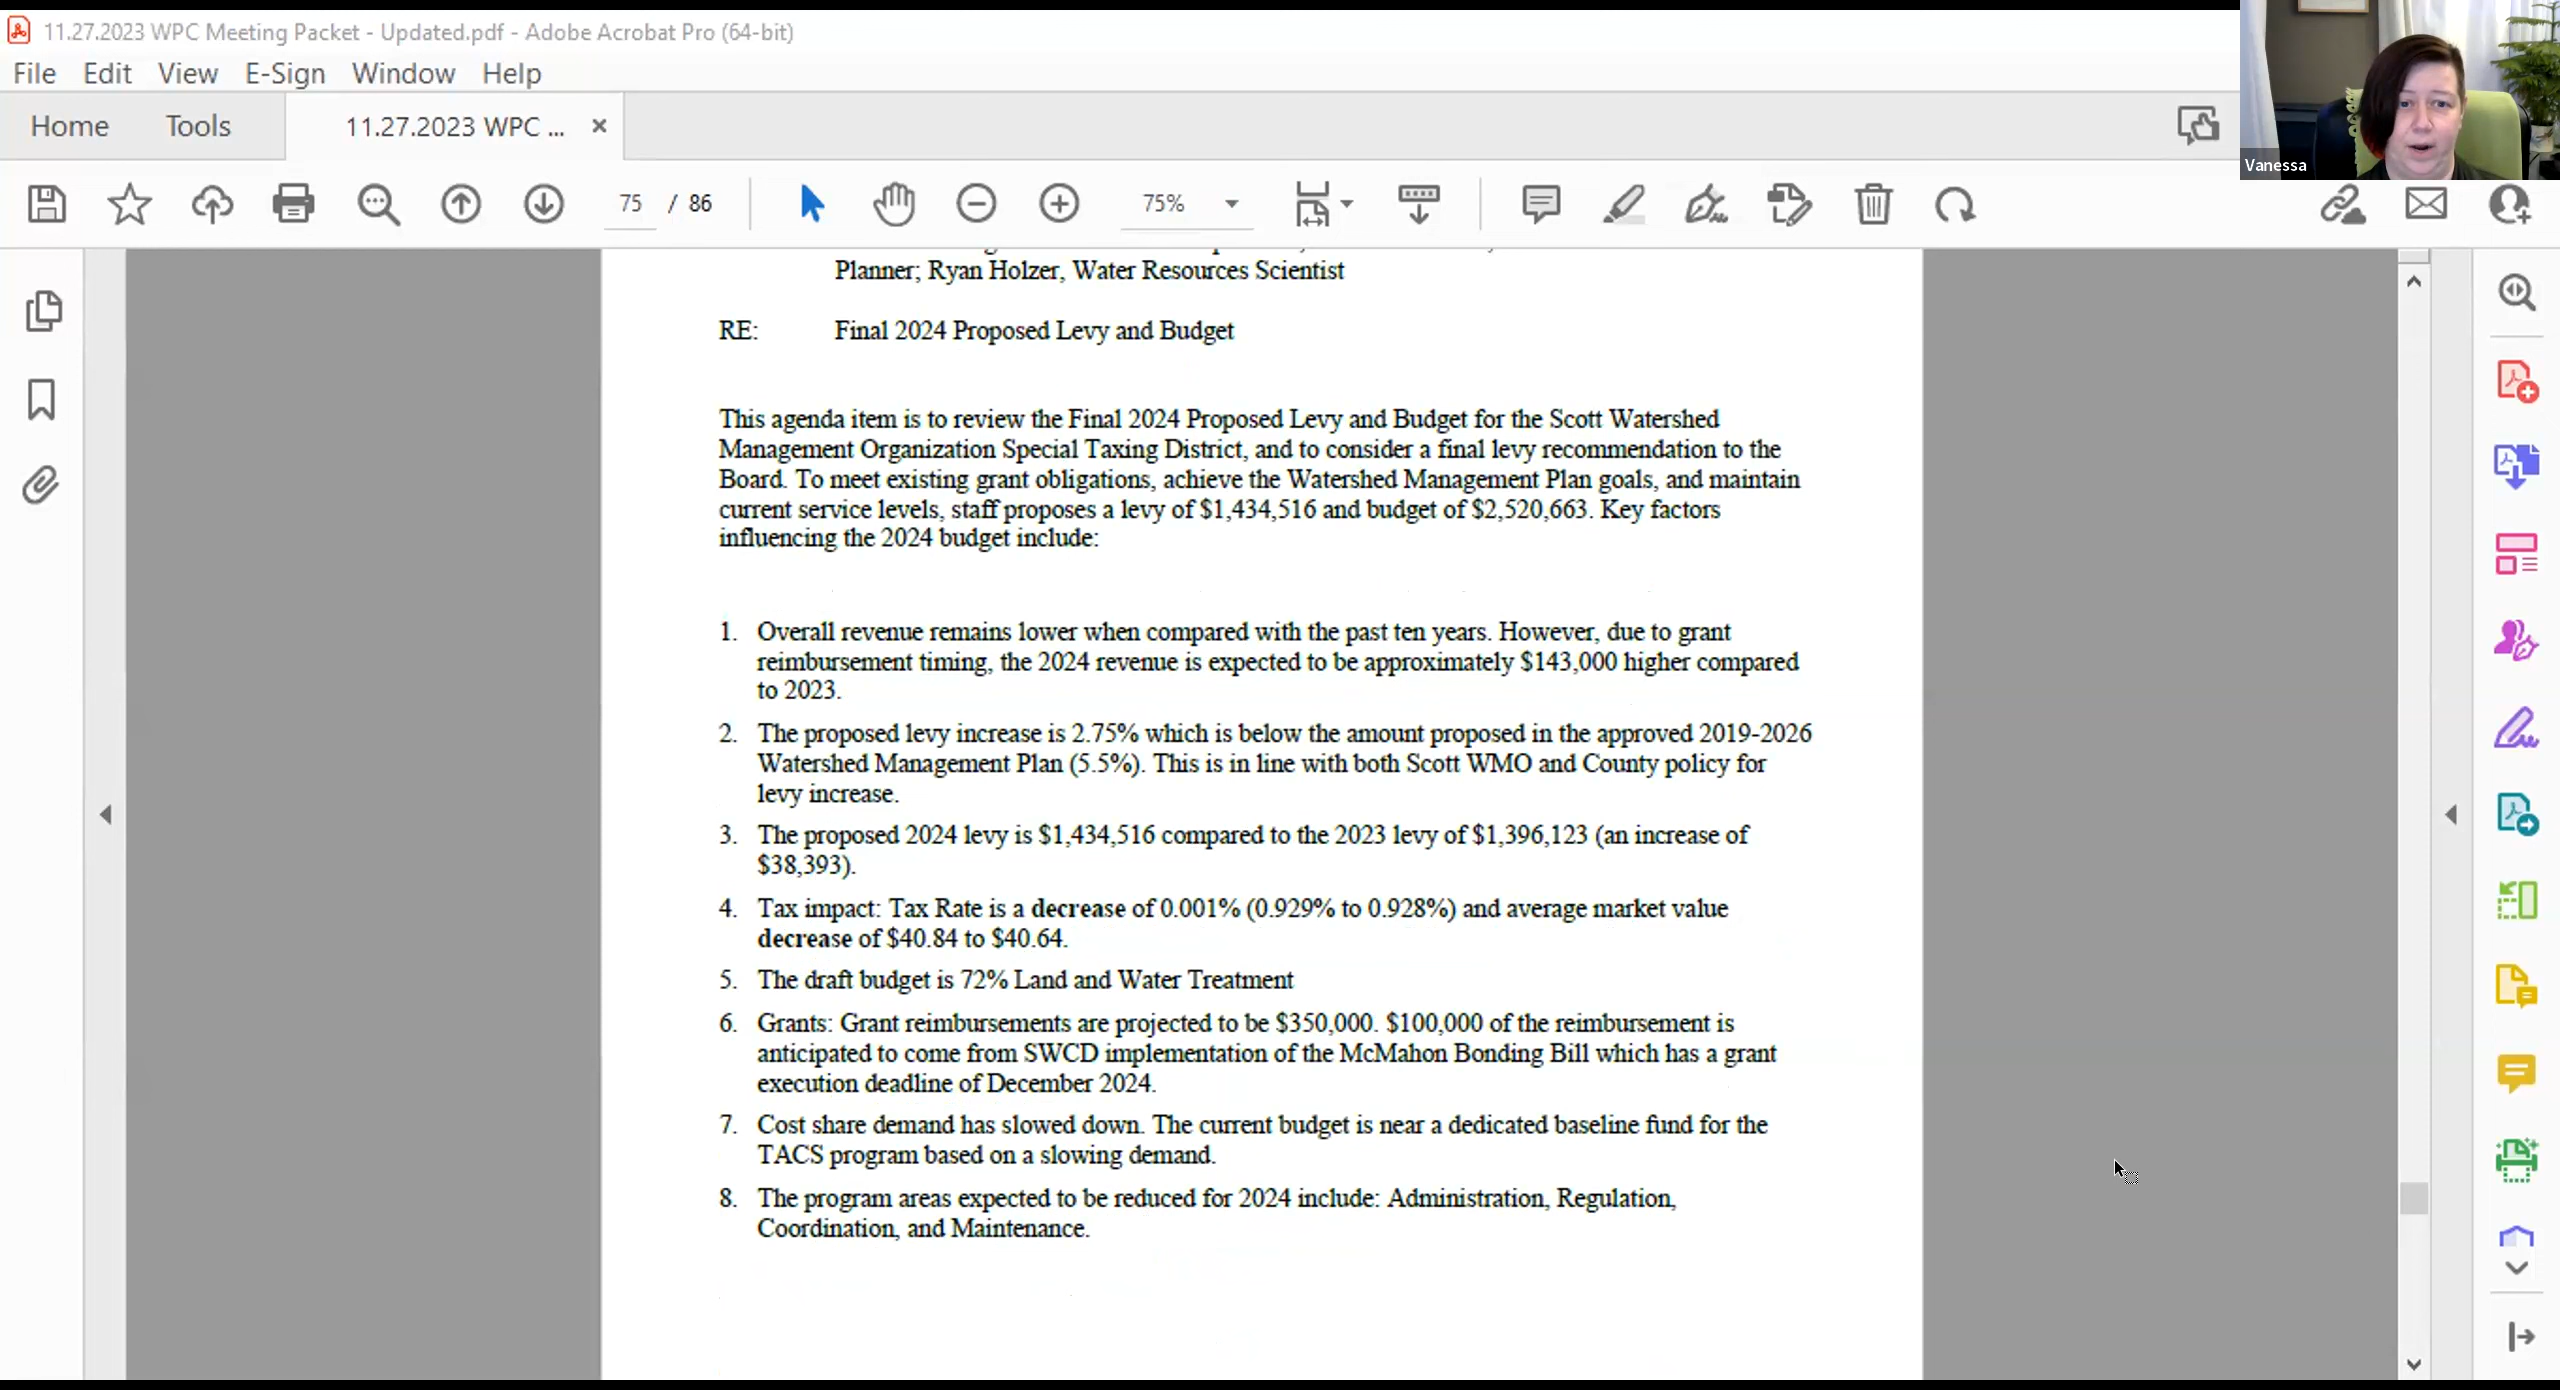 11.27.2023 WPC Meeting Packet - Updated.pdf - Adobe Acrobat Pro (64-bit)
File Edit View E-Sign Window Help
Home Tools 11.27.2023 WPC ...
Vanessa
75 / 86 75%
Planner; Ryan Holzer, Water Resources Scientist
RE: Final 2024 Proposed Levy and Budget
This agenda item is to review the Final 2024 Proposed Levy and Budget for the Scott Watershed
Management Organization Special Taxing District, and to consider a final levy recommendation to the
Board. To meet existing grant obligations, achieve the Watershed Management Plan goals, and maintain
current service levels, staff proposes a levy of $1,434,516 and budget of $2,520,663. Key factors
influencing the 2024 budget include:
1. Overall revenue remains lower when compared with the past ten years. However, due to grant
reimbursement timing, the 2024 revenue is expected to be approximately $143,000 higher compared
to 2023.
2. The proposed levy increase is 2.75% which is below the amount proposed in the approved 2019-2026
Watershed Management Plan (5.5%). This is in line with both Scott WMO and County policy for
levy increase.
3. The proposed 2024 levy is $1,434,516 compared to the 2023 levy of $1,396,123 (an increase of
$38,393).
4. Tax impact: Tax Rate is a decrease of 0.001% (0.929% to 0.928%) and average market value
decrease of $40.84 to $40.64.
5. The draft budget is 72% Land and Water Treatment
6. Grants: Grant reimbursements are projected to be $350,000. $100,000 of the reimbursement is
anticipated to come from SWCD implementation of the McMahon Bonding Bill which has a grant
execution deadline of December 2024.
7. Cost share demand has slowed down. The current budget is near a dedicated baseline fund for the
TACS program based on a slowing demand.
8. The program areas expected to be reduced for 2024 include: Administration, Regulation,
Coordination, and Maintenance.